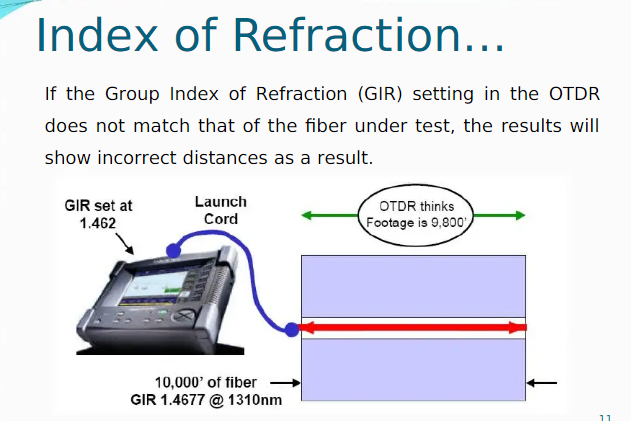 Index of Refraction…
If the Group Index of Refraction (GIR) setting in the OTDR
does not match that of the fiber under test, the results will
show incorrect distances as a result.
GIR set at
1.462
Launch
Cord
OTDR thinks
Footage is 9,800'
10,000' of fiber
GIR 1.4677 @ 1310nm
11